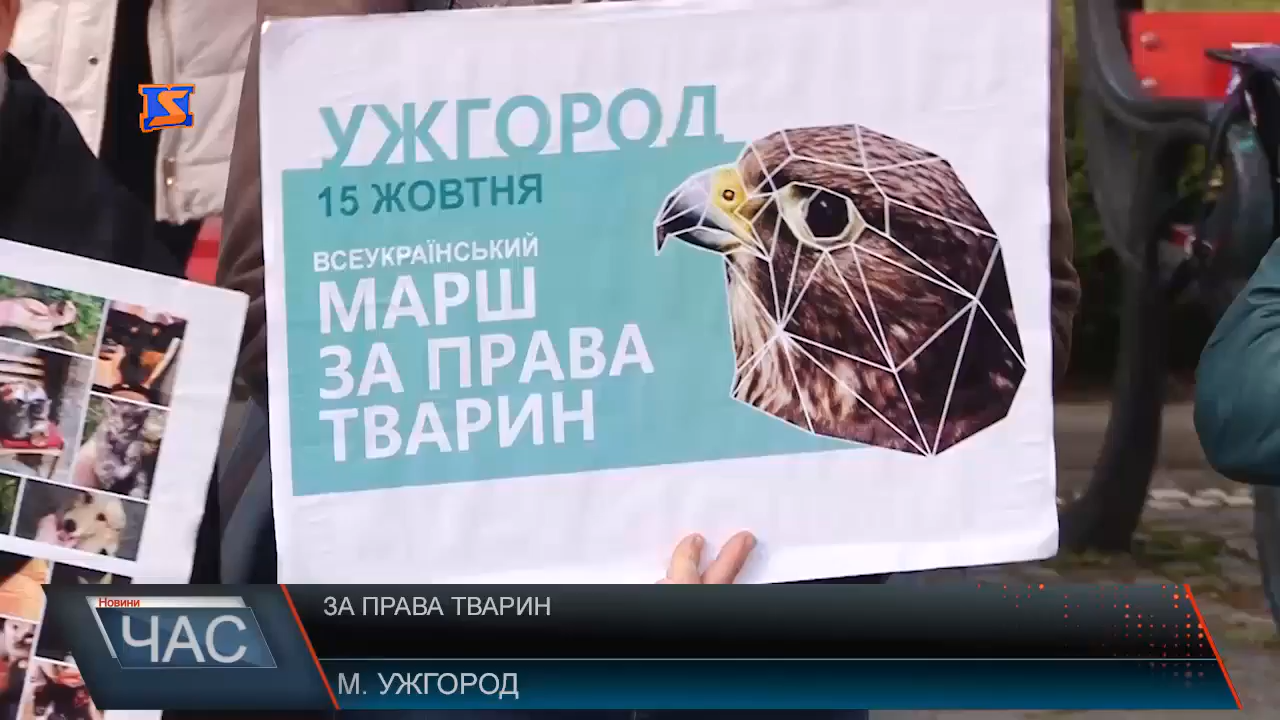 УЖГОРОД
15 ЖОВТНЯ
ВСЕУКРАЇНСЬКИЙ
МАРШ
ЗА ПРАВА
ТВАРИН
Новини
ЧАС
ЗА ПРАВА ТВАРИН
М. УЖГОРОД